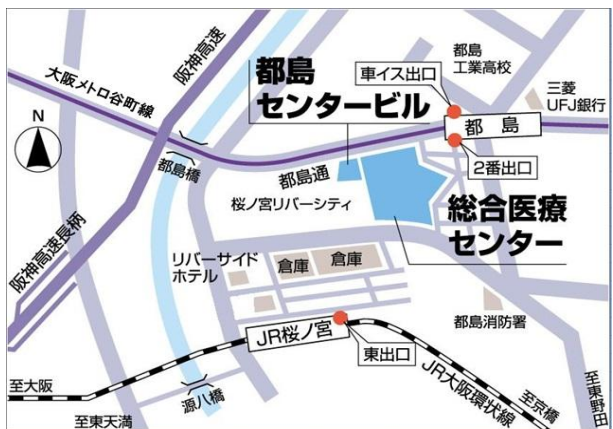 阪神高速
大阪メトロ谷町線
都島
センタービル
車イス出口
都島
工業高校
三菱
UFJ銀行
N
都島
2番出口
都島橋
都島通
桜ノ宮リバーシティ
総合医療
センター
阪神高速長柄
リバーサイド
ホテル
倉庫
倉庫
都島消防署
JR桜ノ宮
東出口
JR大阪環状線
至大阪
源八橋
至東天満
至京橋
至東野田